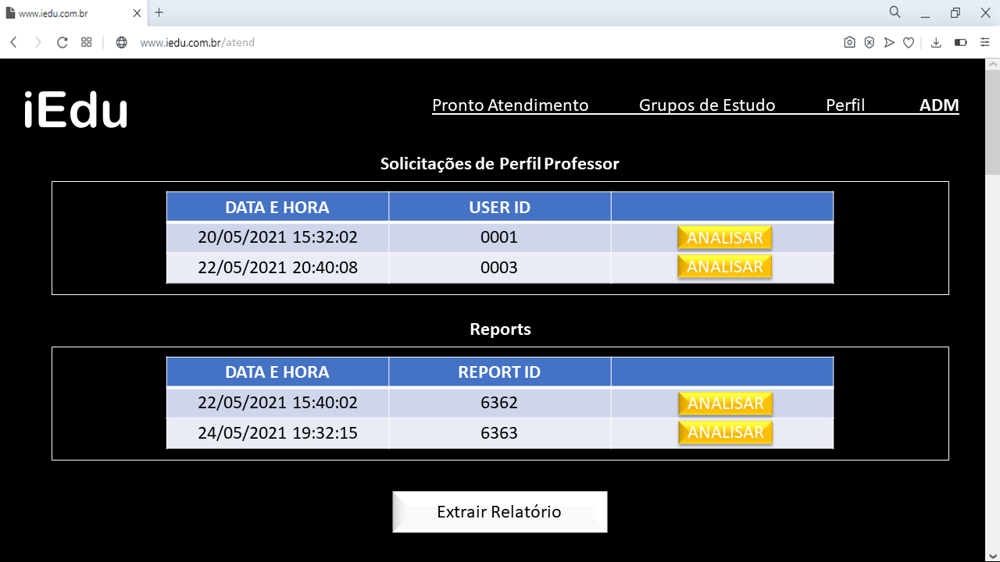 www.iedu.com.br
www.iedu.com.br/atend
iEdu
Pronto Atendimento Grupos de Estudo Perfil ADM
Solicitações de Perfil Professor
DATA E HORA USER ID
20/05/2021 15:32:02 0001 ANALISAR
22/05/2021 20:40:08 0003 ANALISAR
Reports
DATA E HORA REPORT ID
22/05/2021 15:40:02 6362 ANALISAR
24/05/2021 19:32:15 6363 ANALISAR
Extrair Relatório